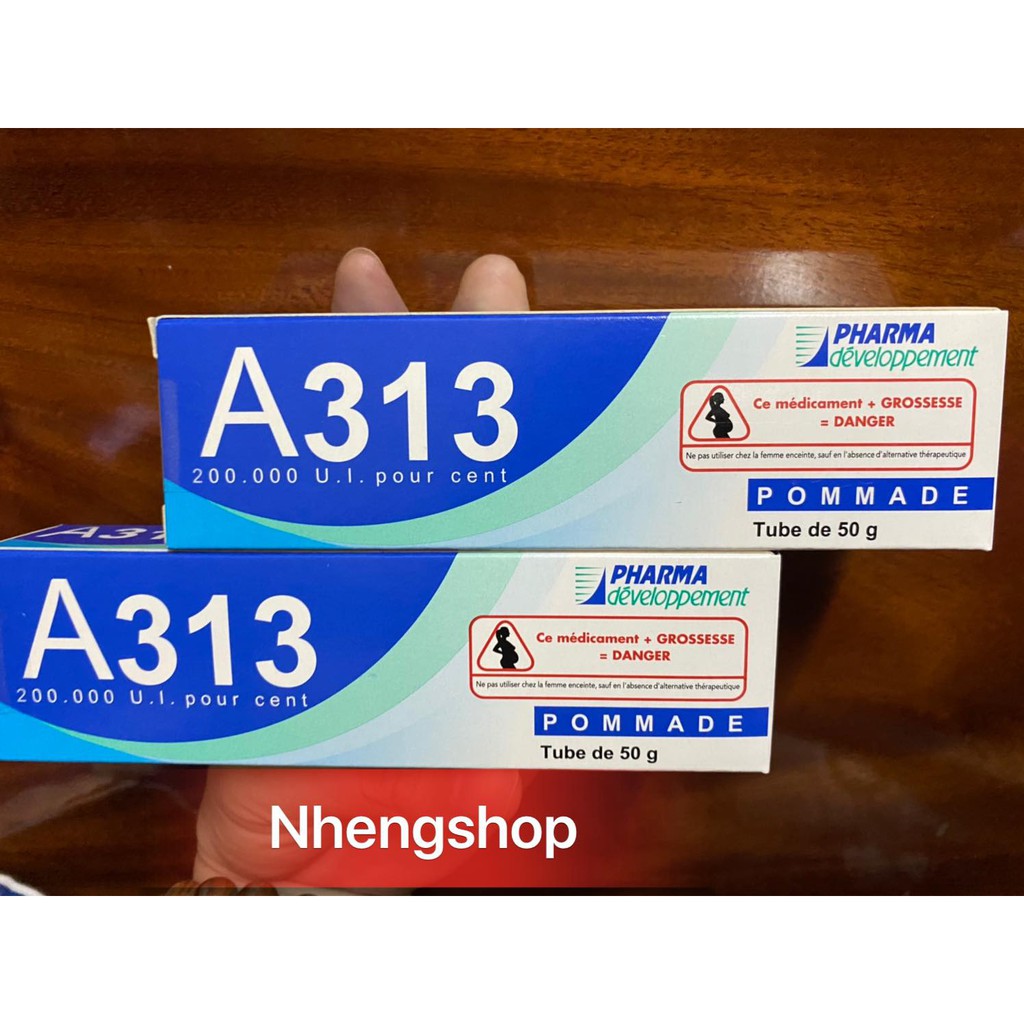 A313
200.000 U.I. pour cent
PHARMA
développement
Ce médicament + GROSSESSE
= DANGER
Ne pas utiliser chez la femme enceinte, sauf en l'absence d'alternative thérapeutique
POMMADE
Tube de 50 g
A313
200.000 U.I. pour cent
PHARMA
développement
Ce médicament + GROSSESSE
= DANGER
Ne pas utiliser chez la femme enceinte, sauf en l'absence d'alternative thérapeutique
POMMADE
Tube de 50 g
Nhengshop